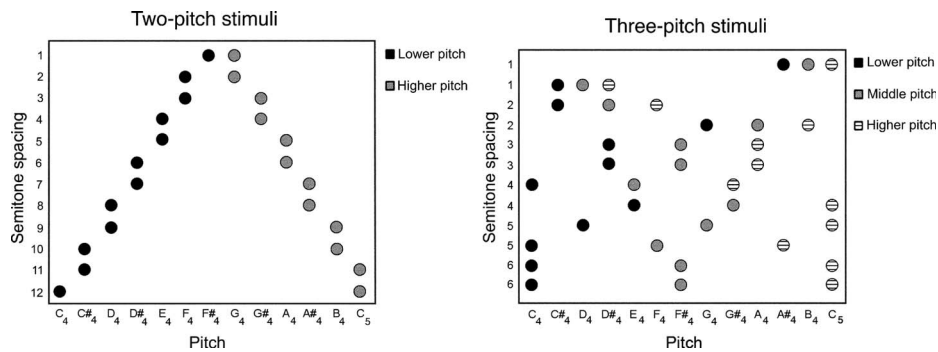 Two-pitch stimuli
Semitone spacing
1
2
3
4
5
6
7
8
9
10
11
12
C4 C#4 D4 D#4 E4 F4 F#4 G4 G#4 A4 B4 C5
Pitch
Lower pitch
Higher pitch
Three-pitch stimuli
Semitone spacing
1
1
2
2
3
3
4
4
5
5
6
6
C4 C#4 D4 D#4 E4 F4 F#4 G4 G#4 A4 A#4 B4 C5
Pitch
Lower pitch
Middle pitch
Higher pitch